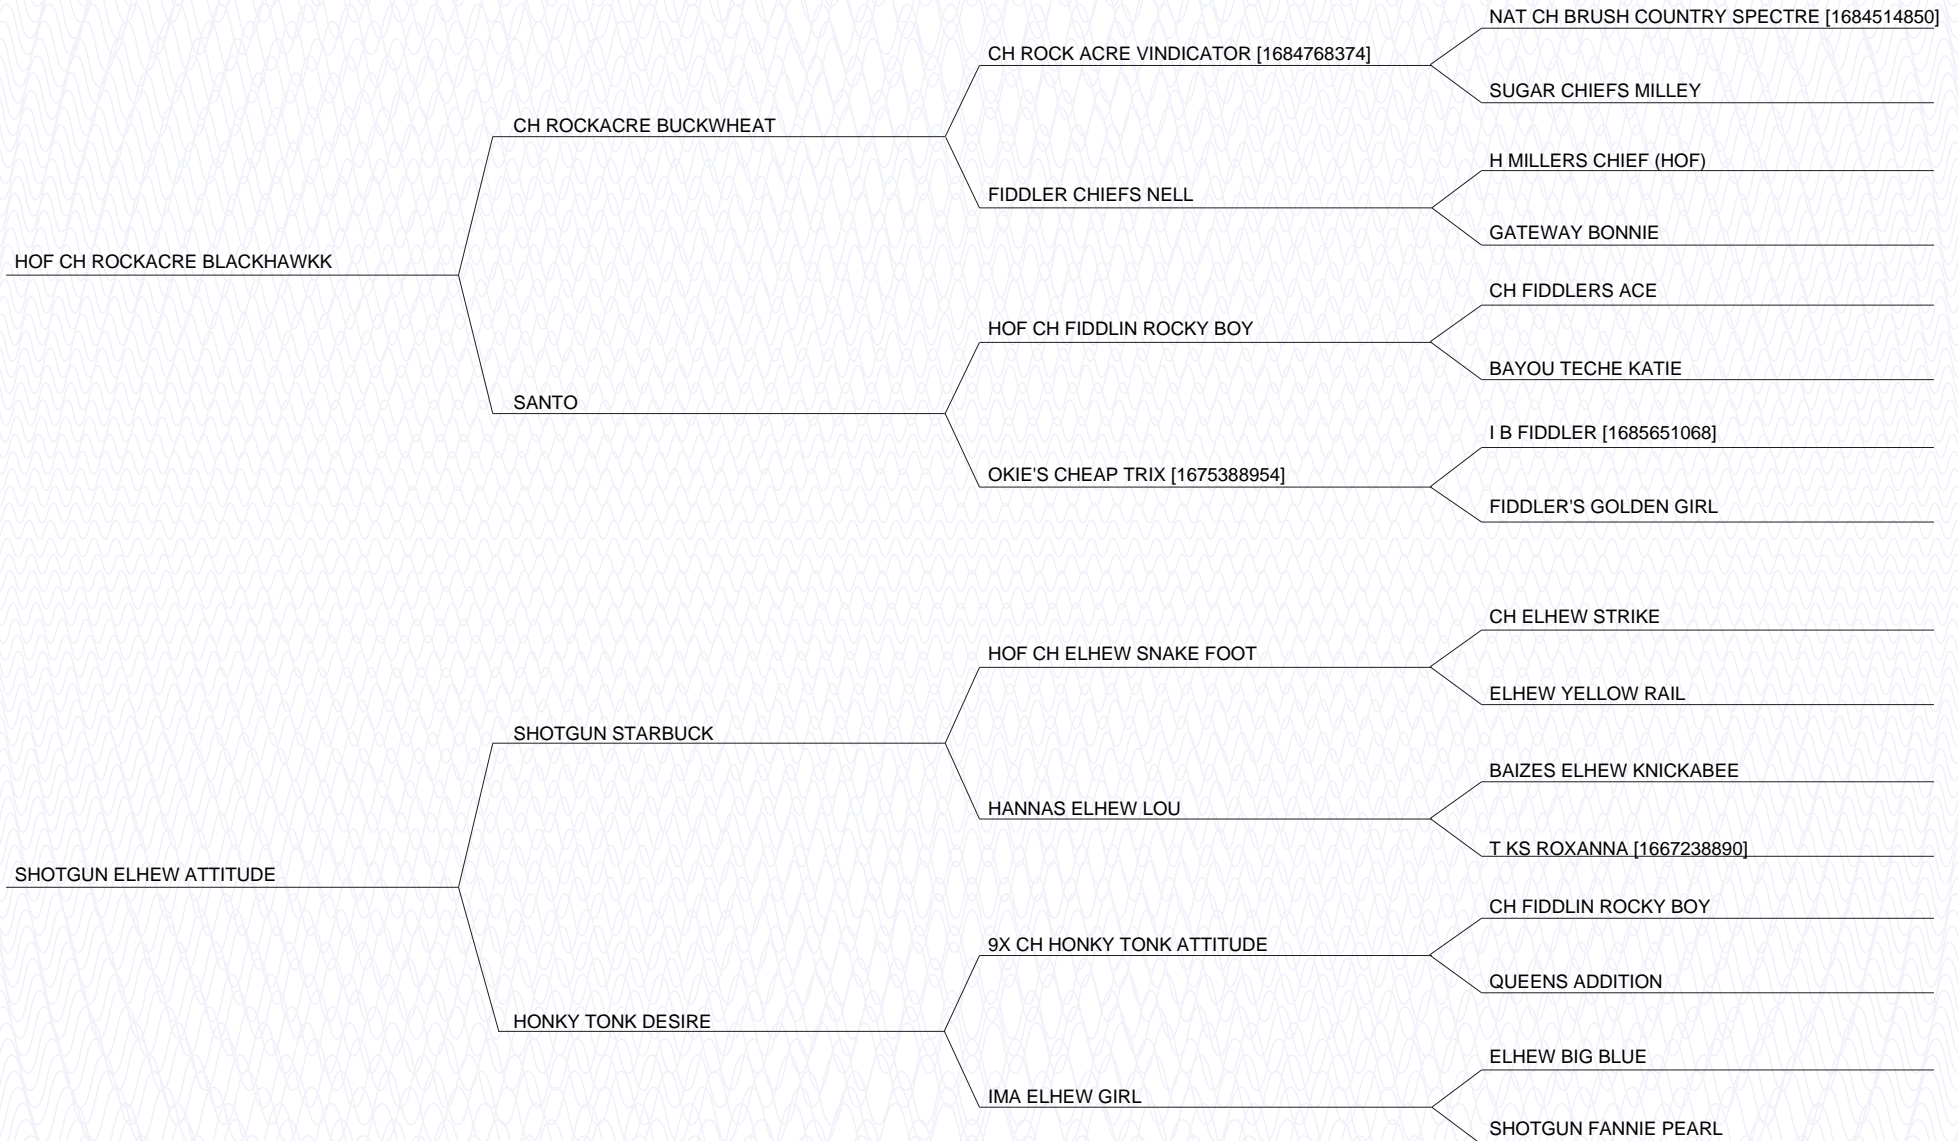 NAT CH BRUSH COUNTRY SPECTRE [1684514850]
CH ROCK ACRE VINDICATOR [1684768374]
SUGAR CHIEFS MILLEY
CH ROCKACRE BUCKWHEAT
H MILLERS CHIEF (HOF)
FIDDLER CHIEFS NELL
GATEWAY BONNIE
HOF CH ROCKACRE BLACKHAWKK
CH FIDDLERS ACE
HOF CH FIDDLIN ROCKY BOY
BAYOU TECHE KATIE
SANTO
I B FIDDLER [1685651068]
OKIE'S CHEAP TRIX [1675388954]
FIDDLER'S GOLDEN GIRL
CH ELHEW STRIKE
HOF CH ELHEW SNAKE FOOT
ELHEW YELLOW RAIL
SHOTGUN STARBUCK
BAIZES ELHEW KNICKABEE
HANNAS ELHEW LOU
T KS ROXANNA [1667238890]
SHOTGUN ELHEW ATTITUDE
CH FIDDLIN ROCKY BOY
9X CH HONKY TONK ATTITUDE
QUEENS ADDITION
HONKY TONK DESIRE
ELHEW BIG BLUE
IMA ELHEW GIRL
SHOTGUN FANNIE PEARL